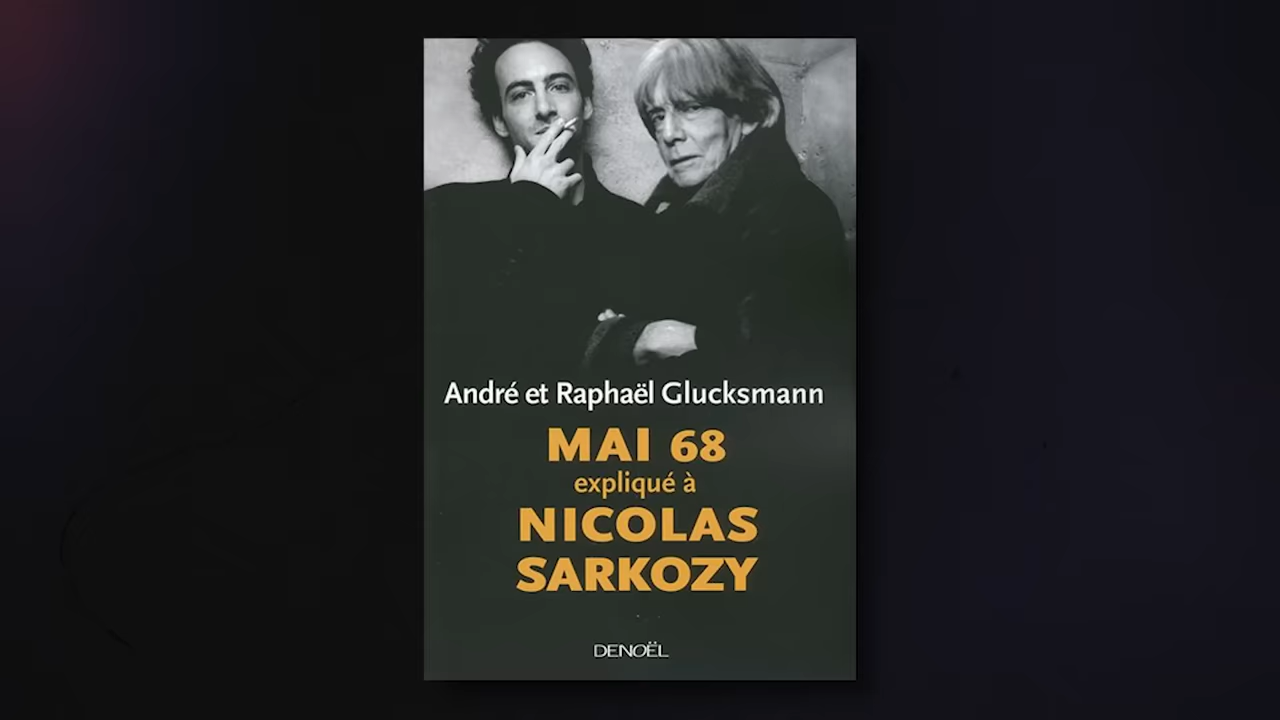 André et Raphaël Glucksmann
MAI 68
expliqué à
NICOLAS
SARKOZY
DENOËL